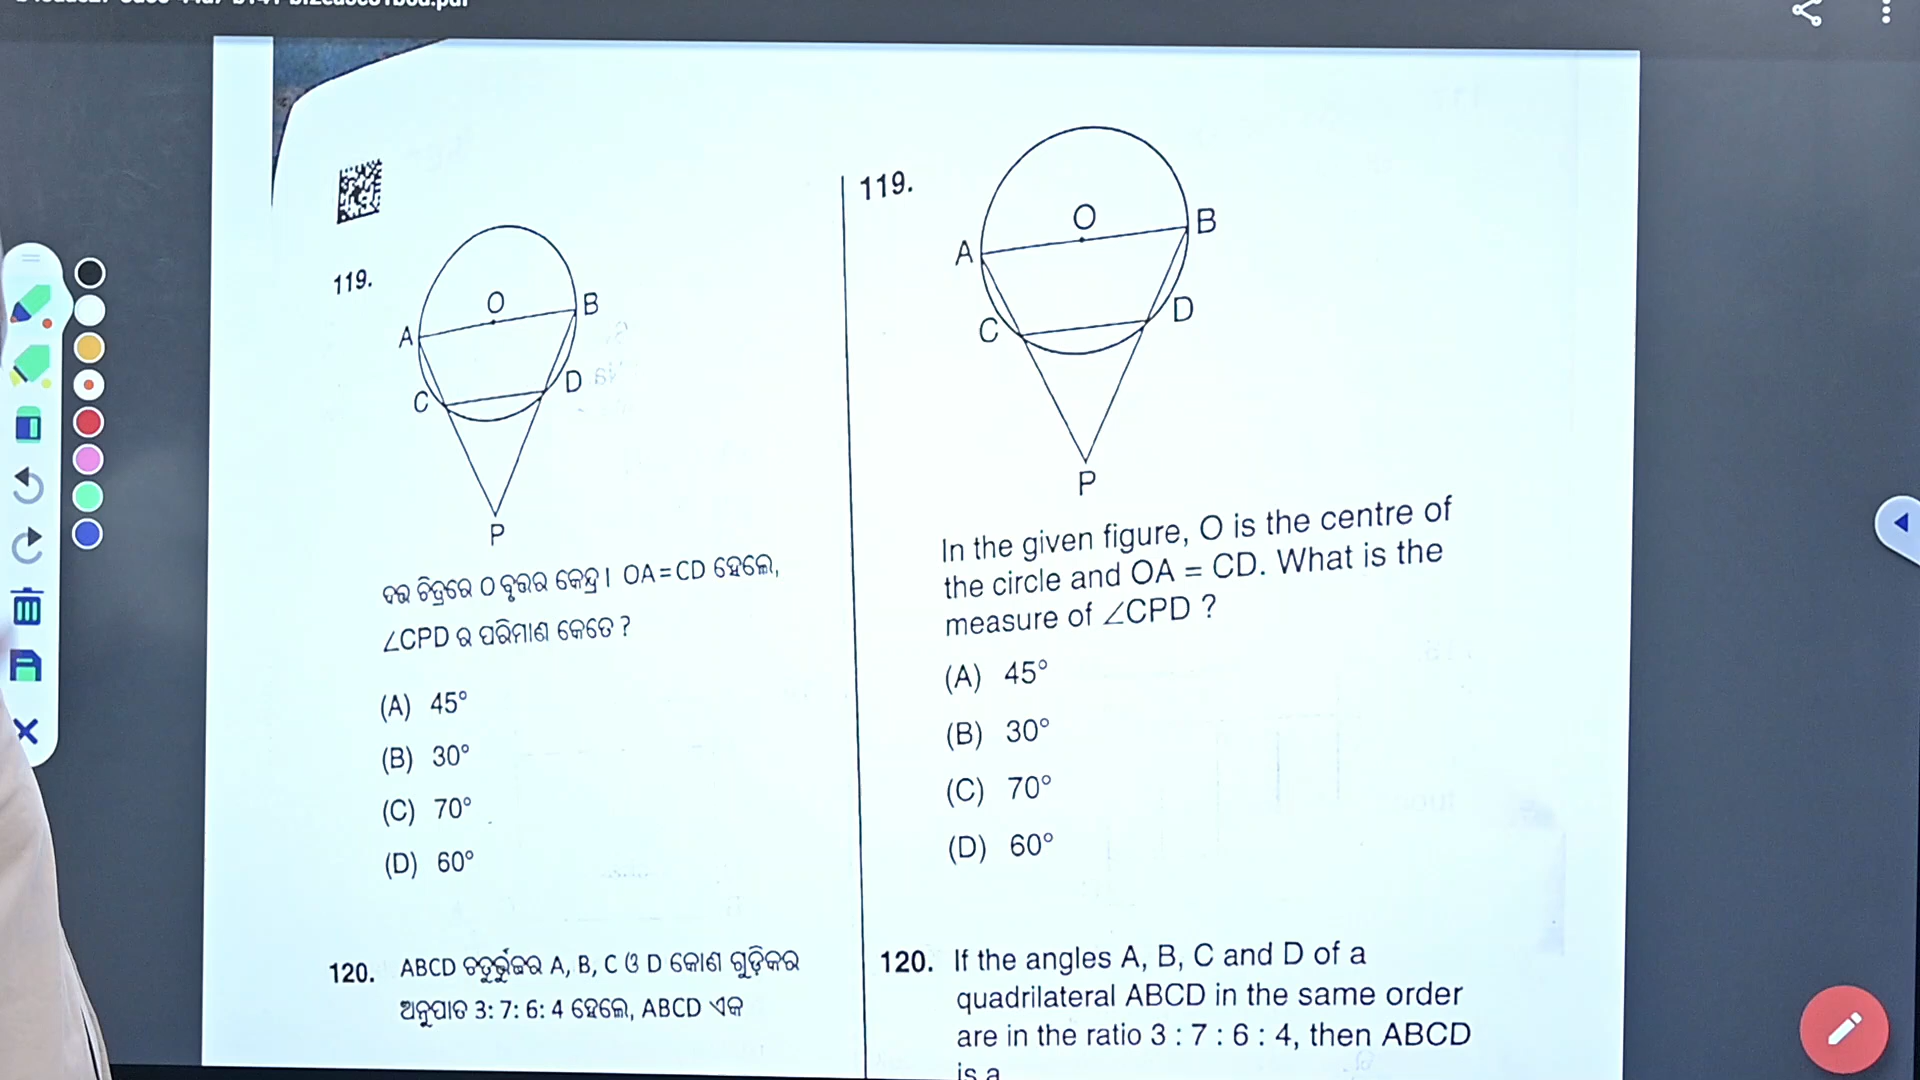 119.
O
A
B
C
D
P
ଦତ୍ତ ଚିତ୍ରରେ O ବୃତ୍ତର କେନ୍ଦ୍ର। OA=CD ହେଲେ,
∠CPD ର ପରିମାଣ କେତେ ?
(A) 45°
(B) 30°
(C) 70°
(D) 60°
120. ABCD ଚତୁର୍ଭୁଜର A, B, C ଓ D କୋଣ ଗୁଡ଼ିକର
ଅନୁପାତ 3: 7: 6: 4 ହେଲେ, ABCD ଏକ
119.
O
A
B
C
D
P
In the given figure, O is the centre of
the circle and OA = CD. What is the
measure of ∠CPD ?
(A) 45°
(B) 30°
(C) 70°
(D) 60°
120. If the angles A, B, C and D of a
quadrilateral ABCD in the same order
are in the ratio 3 : 7 : 6 : 4, then ABCD
is a